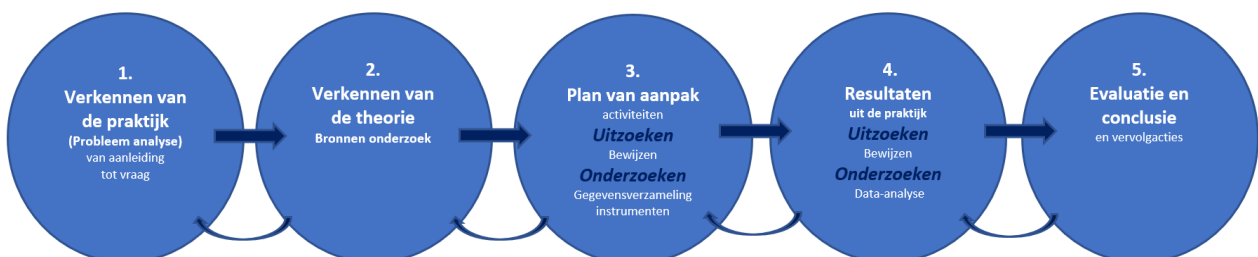 1.
Verkennen van
de praktijk
(Probleem analyse)
van aanleiding
tot vraag
2.
Verkennen van
de theorie
Bronnen onderzoek
3.
Plan van aanpak
activiteiten
Uitzoeken
Bewijzen
Onderzoeken
Gegevensverzameling
instrumenten
4.
Resultaten
uit de praktijk
Uitzoeken
Bewijzen
Onderzoeken
Data-analyse
5.
Evaluatie en
conclusie
en vervolgacties